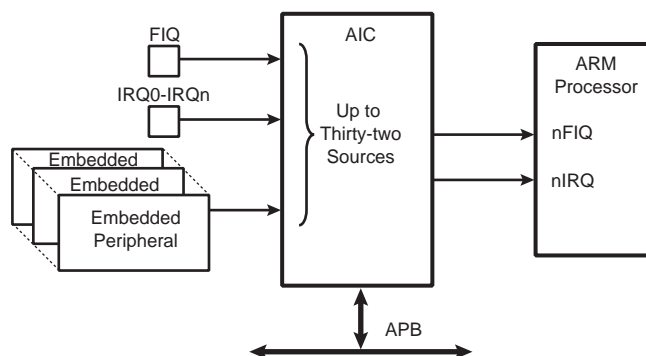 FIQ
IRQ0-IRQn
Embedded
Embedded
Embedded
Peripheral
AIC
Up to
Thirty-two
Sources
APB
ARM
Processor
nFIQ
nIRQ